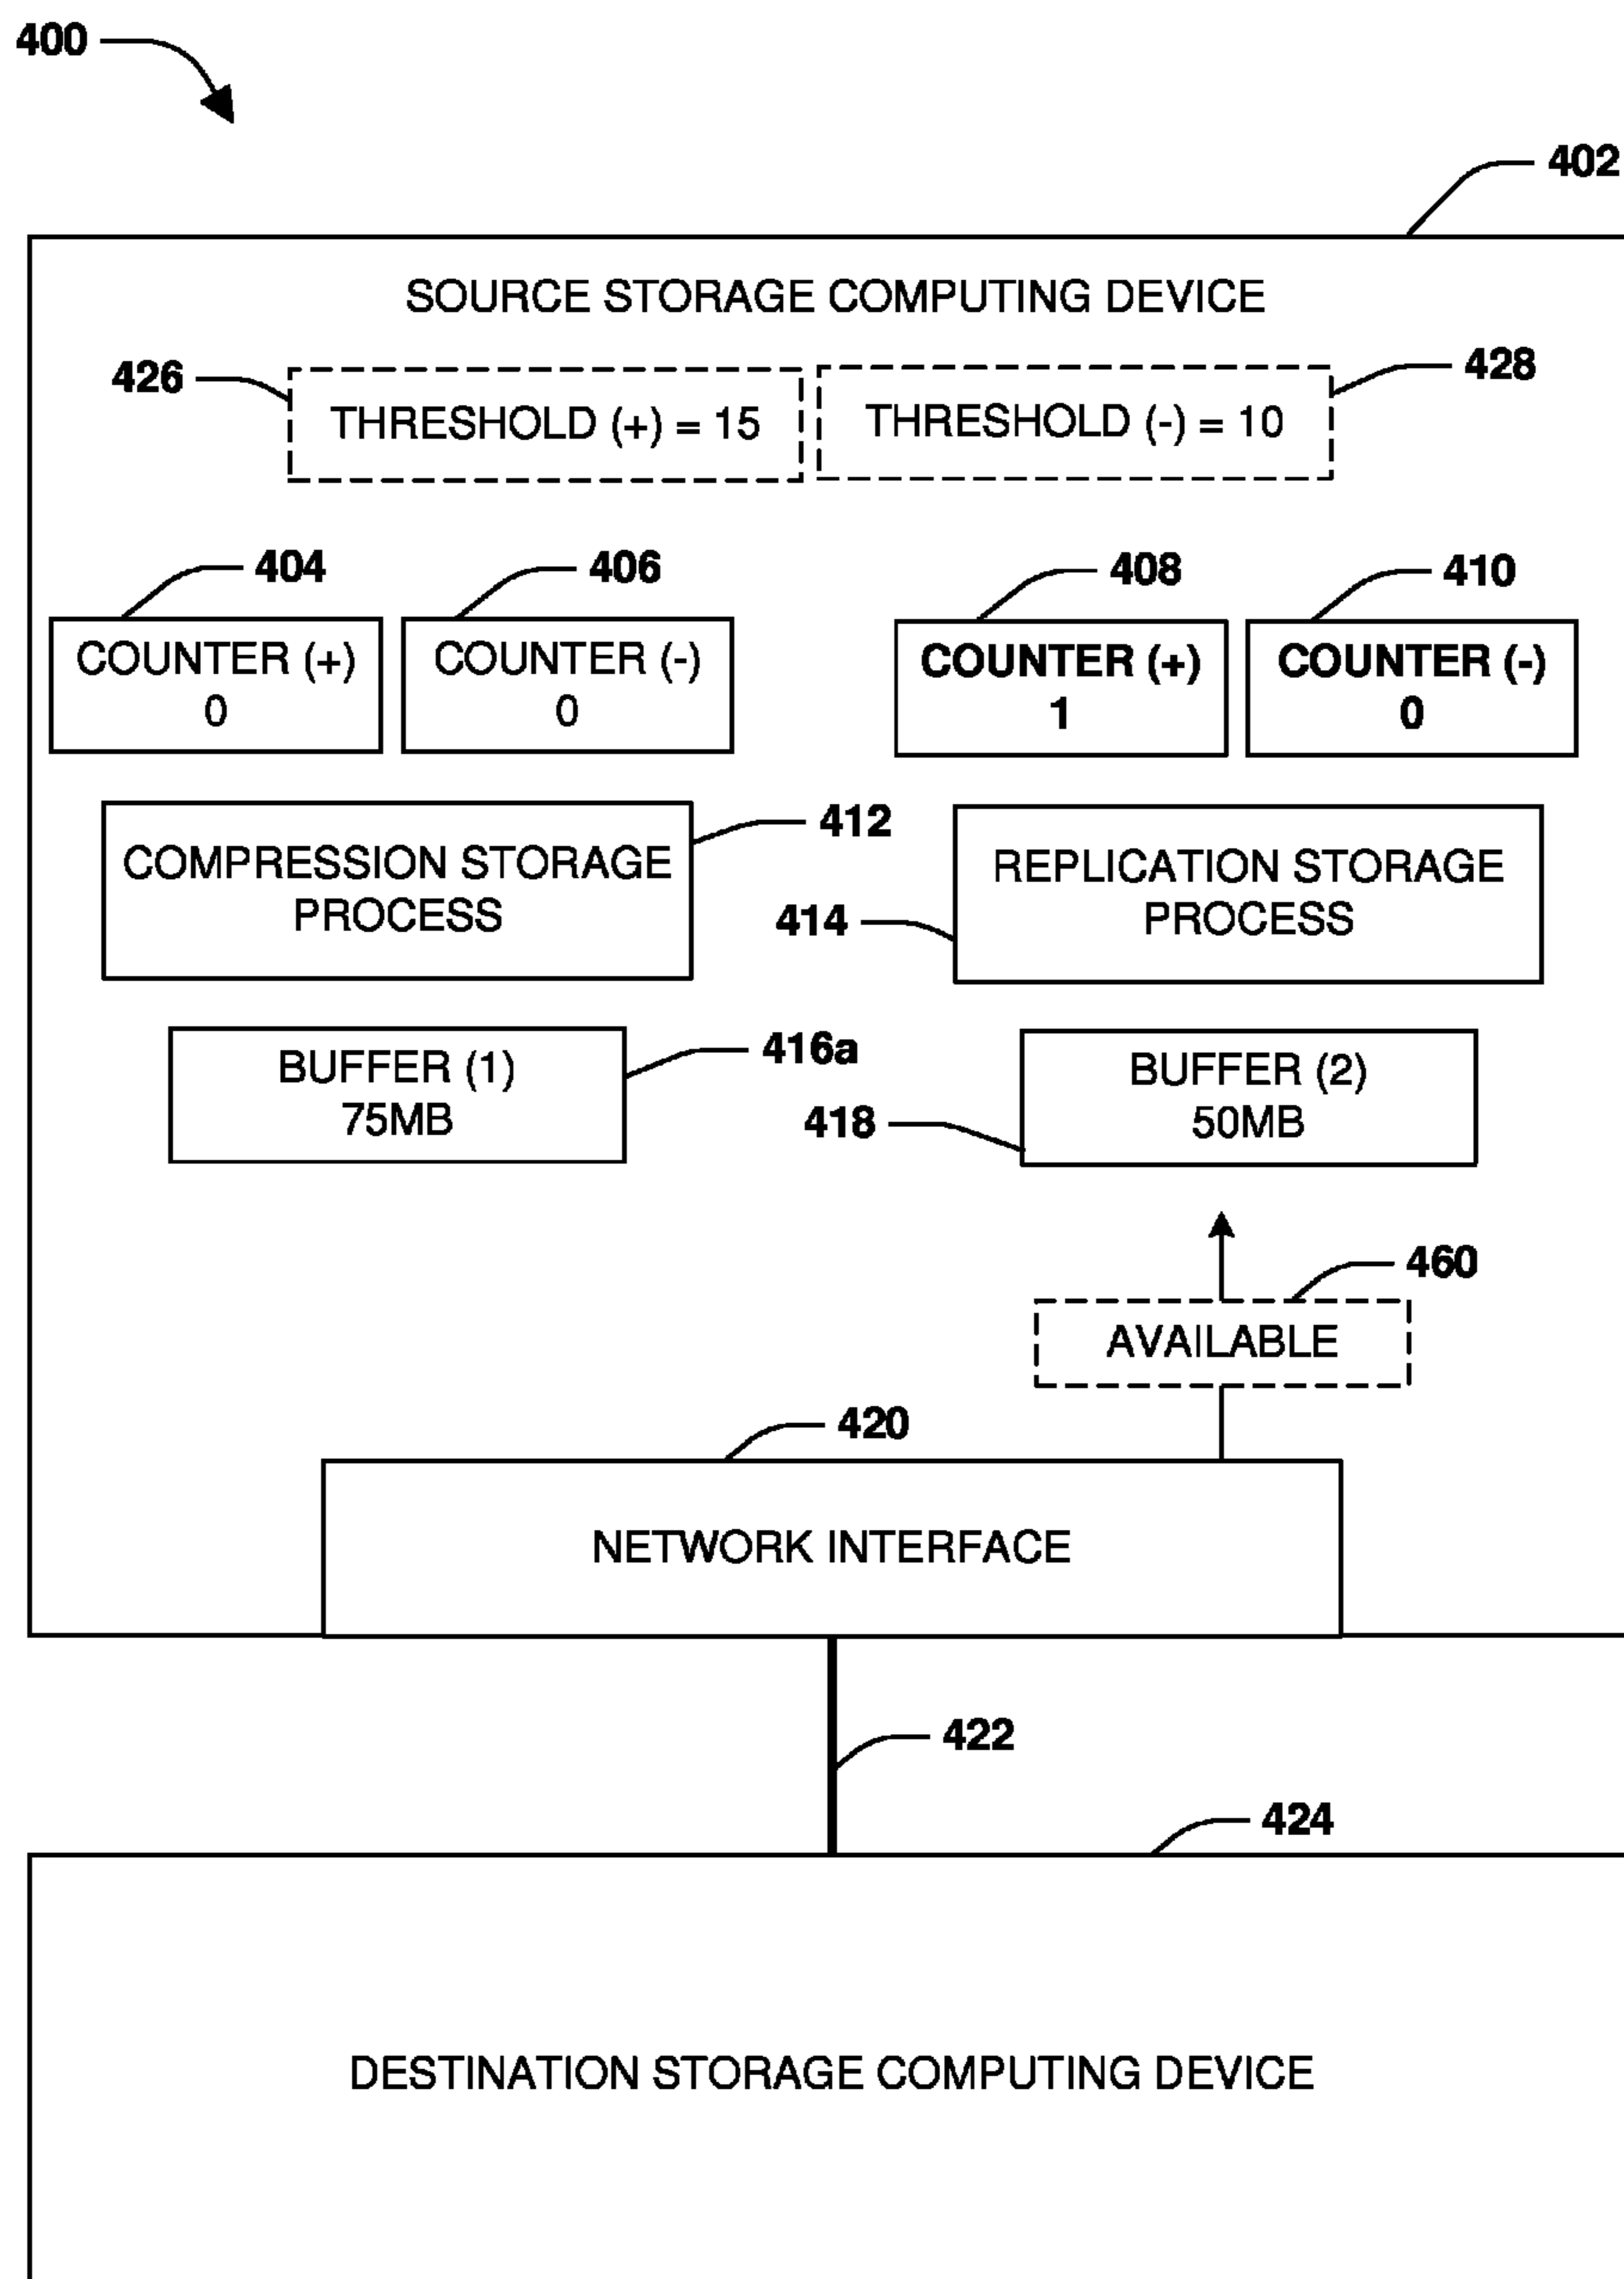 400
402
SOURCE STORAGE COMPUTING DEVICE
426
THRESHOLD (+) = 15
THRESHOLD (-) = 10
428
404
406
408
410
COUNTER (+)
0
COUNTER (-)
0
COUNTER (+)
1
COUNTER (-)
0
COMPRESSION STORAGE
PROCESS
412
414
REPLICATION STORAGE
PROCESS
BUFFER (1)
75MB
416a
418
BUFFER (2)
50MB
460
AVAILABLE
420
NETWORK INTERFACE
422
424
DESTINATION STORAGE COMPUTING DEVICE